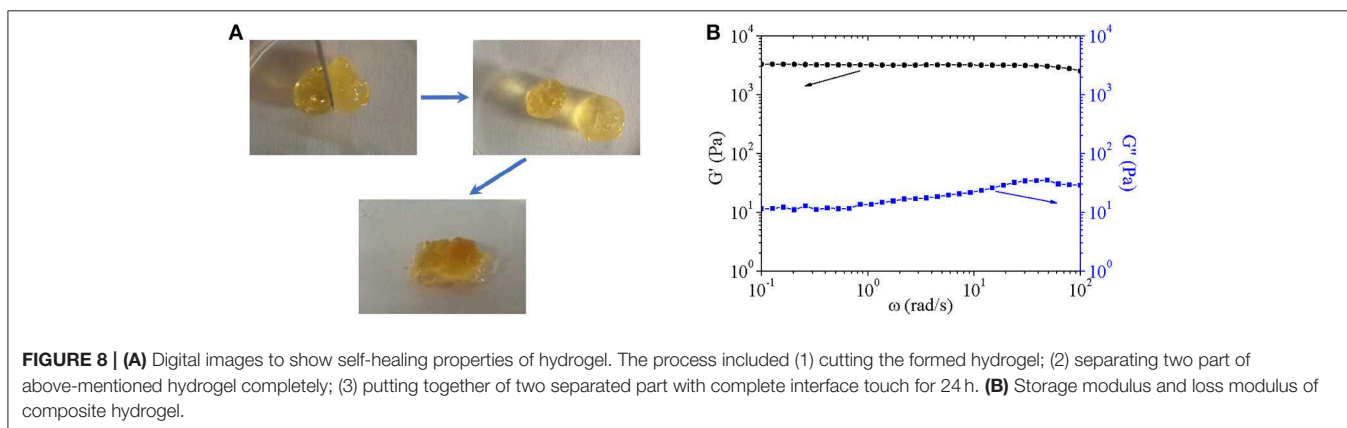 A
B
10⁴
10³
10²
10¹
10⁰
G' (Pa)
10⁴
10³
10²
10¹
10⁰
G'' (Pa)
10⁻¹ 10⁰ 10¹ 10²
ω (rad/s)
FIGURE 8 | (A) Digital images to show self-healing properties of hydrogel. The process included (1) cutting the formed hydrogel; (2) separating two part of
above-mentioned hydrogel completely; (3) putting together of two separated part with complete interface touch for 24 h. (B) Storage modulus and loss modulus of
composite hydrogel.